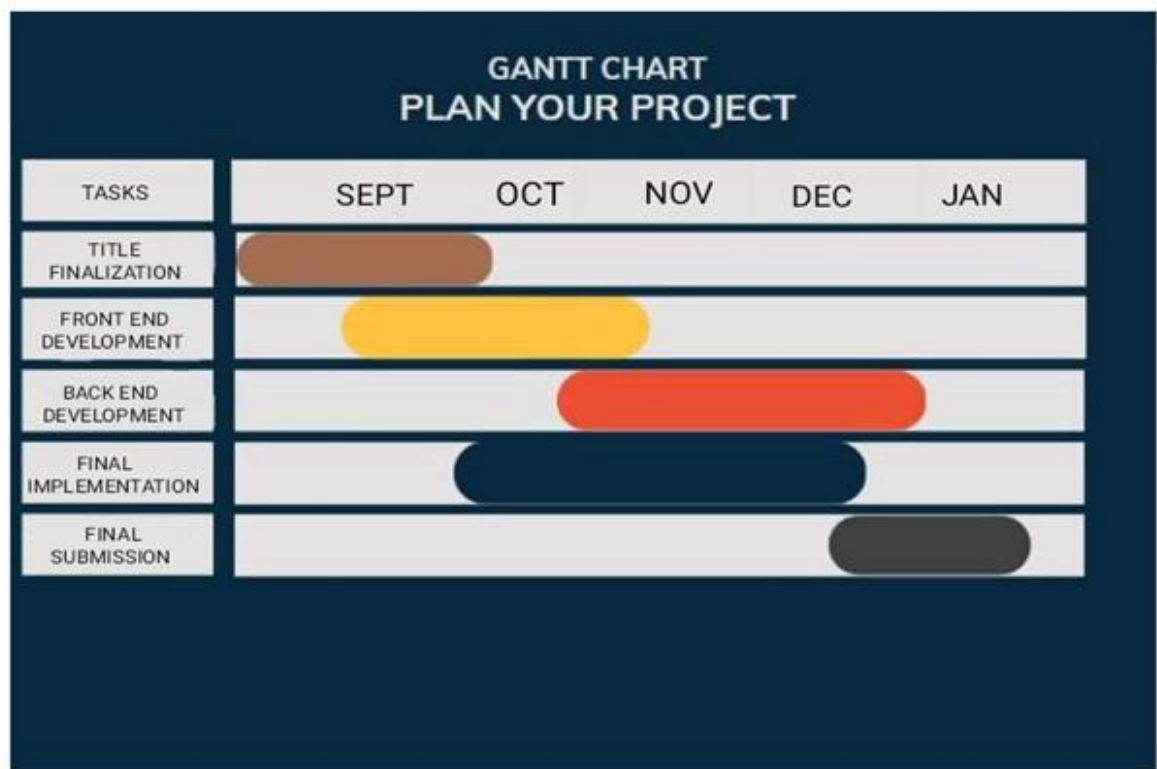 GANTT CHART
PLAN YOUR PROJECT
TASKS SEPT OCT NOV DEC JAN
TITLE
FINALIZATION
FRONT END
DEVELOPMENT
BACK END
DEVELOPMENT
FINAL
IMPLEMENTATION
FINAL
SUBMISSION